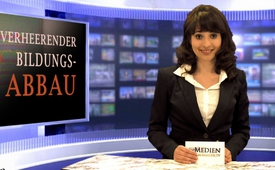 VERHEERENDER
BILDUNGS-
ABBAU
MEDIEN